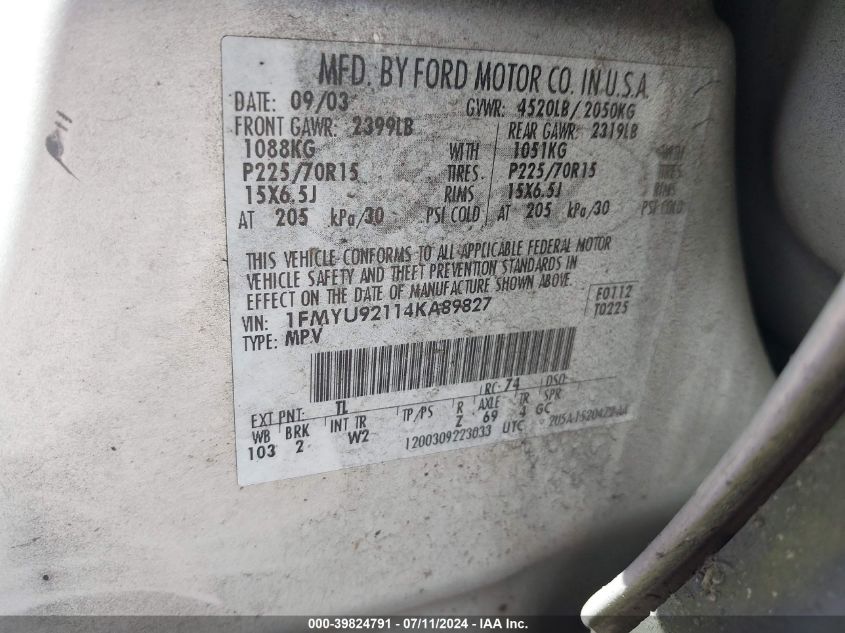 MFD. BY FORD MOTOR CO. IN U.S.A.
DATE: 09/03 GVWR: 4520LB/2050KG
FRONT GAWR: 2399LB REAR GAWR: 2319LB
1088KG WITH 1051KG WITH
P225/70R15 TIRES. P225/70R15 TIRES.
15X6.5J RIMS 15X6.5J RIMS
AT 205 kPa/30 PSI COLD AT 205 kPa/30 PSI COLD
THIS VEHICLE CONFORMS TO ALL APPLICABLE FEDERAL MOTOR
VEHICLE SAFETY AND THEFT PREVENTION STANDARDS IN
EFFECT ON THE DATE OF MANUFACTURE SHOWN ABOVE.
VIN: 1FMYU92114KA89827 F0112
TYPE: MPV T0225
RC: 74 DSO:
EXT PNT: TL
WB BRK INT TR TP/PS R AXLE TR SPR
103 2 W2 Z 69 4 GC
1200309223033 UTC
000-39824791 - 07/11/2024 - IAA Inc.